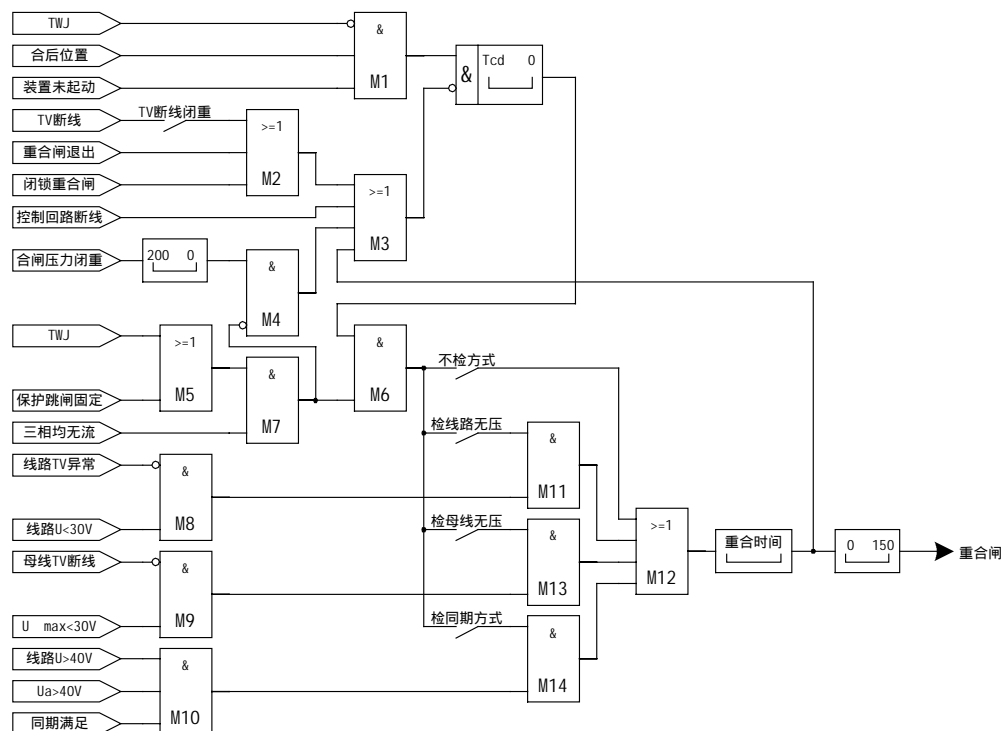 TWJ
合后位置
装置未起动
&
M1
&
Tcd 0
TV断线
TV断线闭重
重合闸退出
闭锁重合闸
>=1
M2
控制回路断线
>=1
M3
合闸压力闭重
200 0
&
M4
TWJ
保护跳闸固定
>=1
M5
三相均无流
&
M7
&
M6
不检方式
检线路无压
&
M11
线路TV异常
线路U<30V
&
M8
检母线无压
&
M13
母线TV断线
U max<30V
&
M9
检同期方式
&
M14
线路U>40V
Ua>40V
同期满足
&
M10
>=1
M12
重合时间
0 150
重合闸